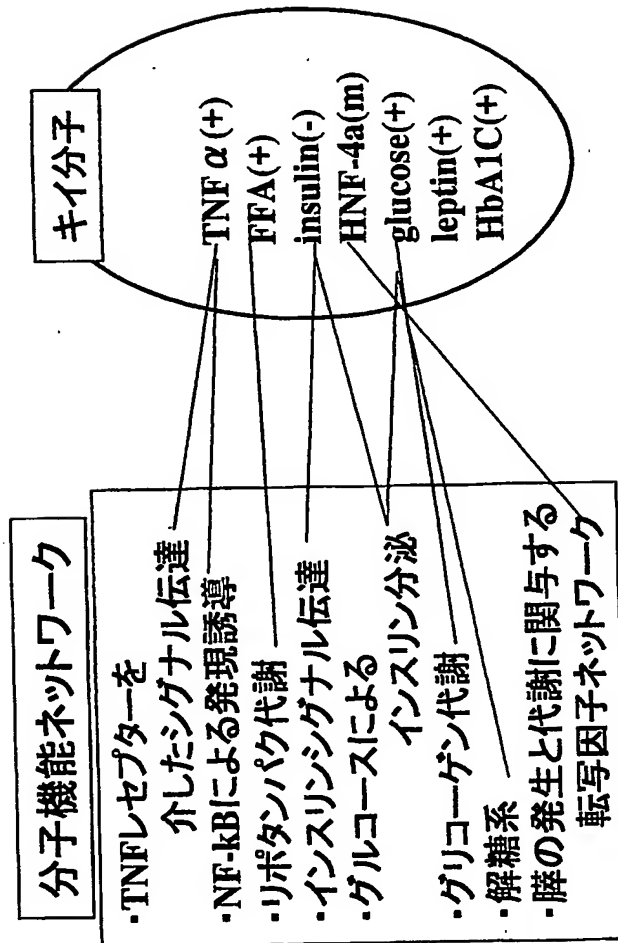 分子機能ネットワーク
・TNFレセプターを
介したシグナル伝達
・NF-kBによる発現誘導
・リポタンパク代謝
・インスリンシグナル伝達
・グルコースによる
インスリン分泌
・グリコーゲン代謝
・解糖系
・膵の発生と代謝に関与する
転写因子ネットワーク
キイ分子
TNF α(+)
FFA(+)
insulin(-)
HNF-4a(m)
glucose(+)
leptin(+)
HbA1C(+)